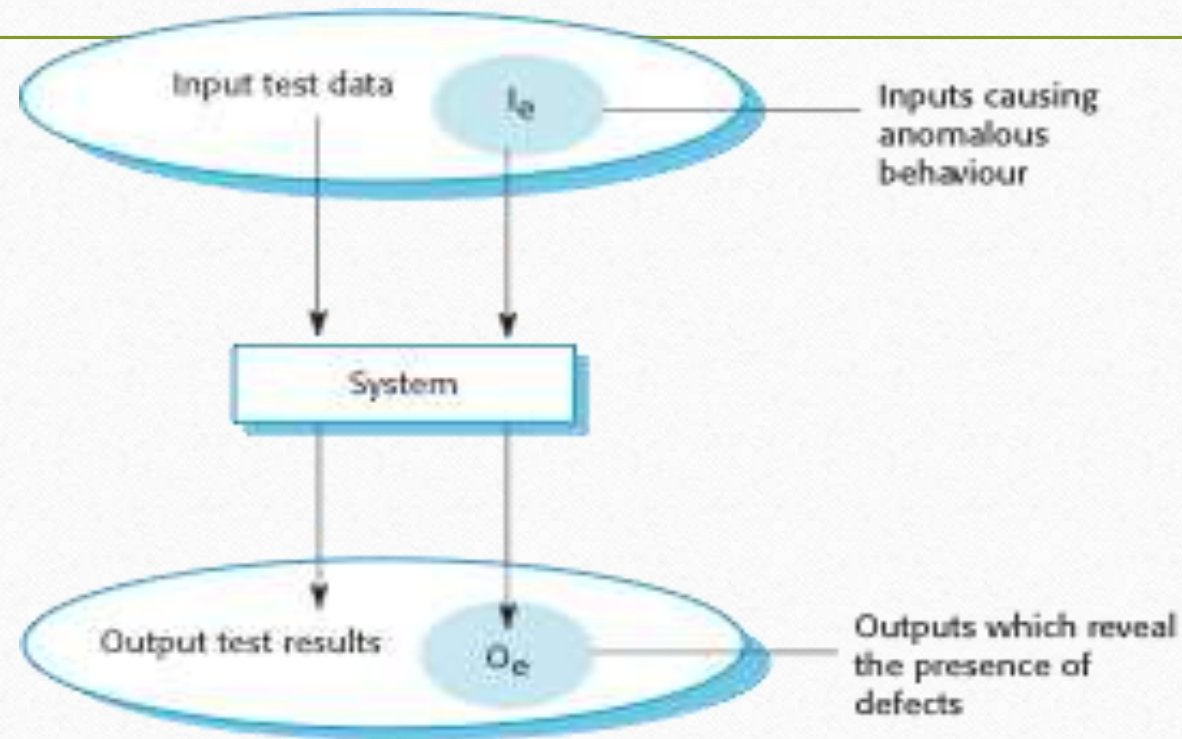 Input test data
Ie
Inputs causing
anomalous
behaviour
System
Output test results
Oe
Outputs which reveal
the presence of
defects